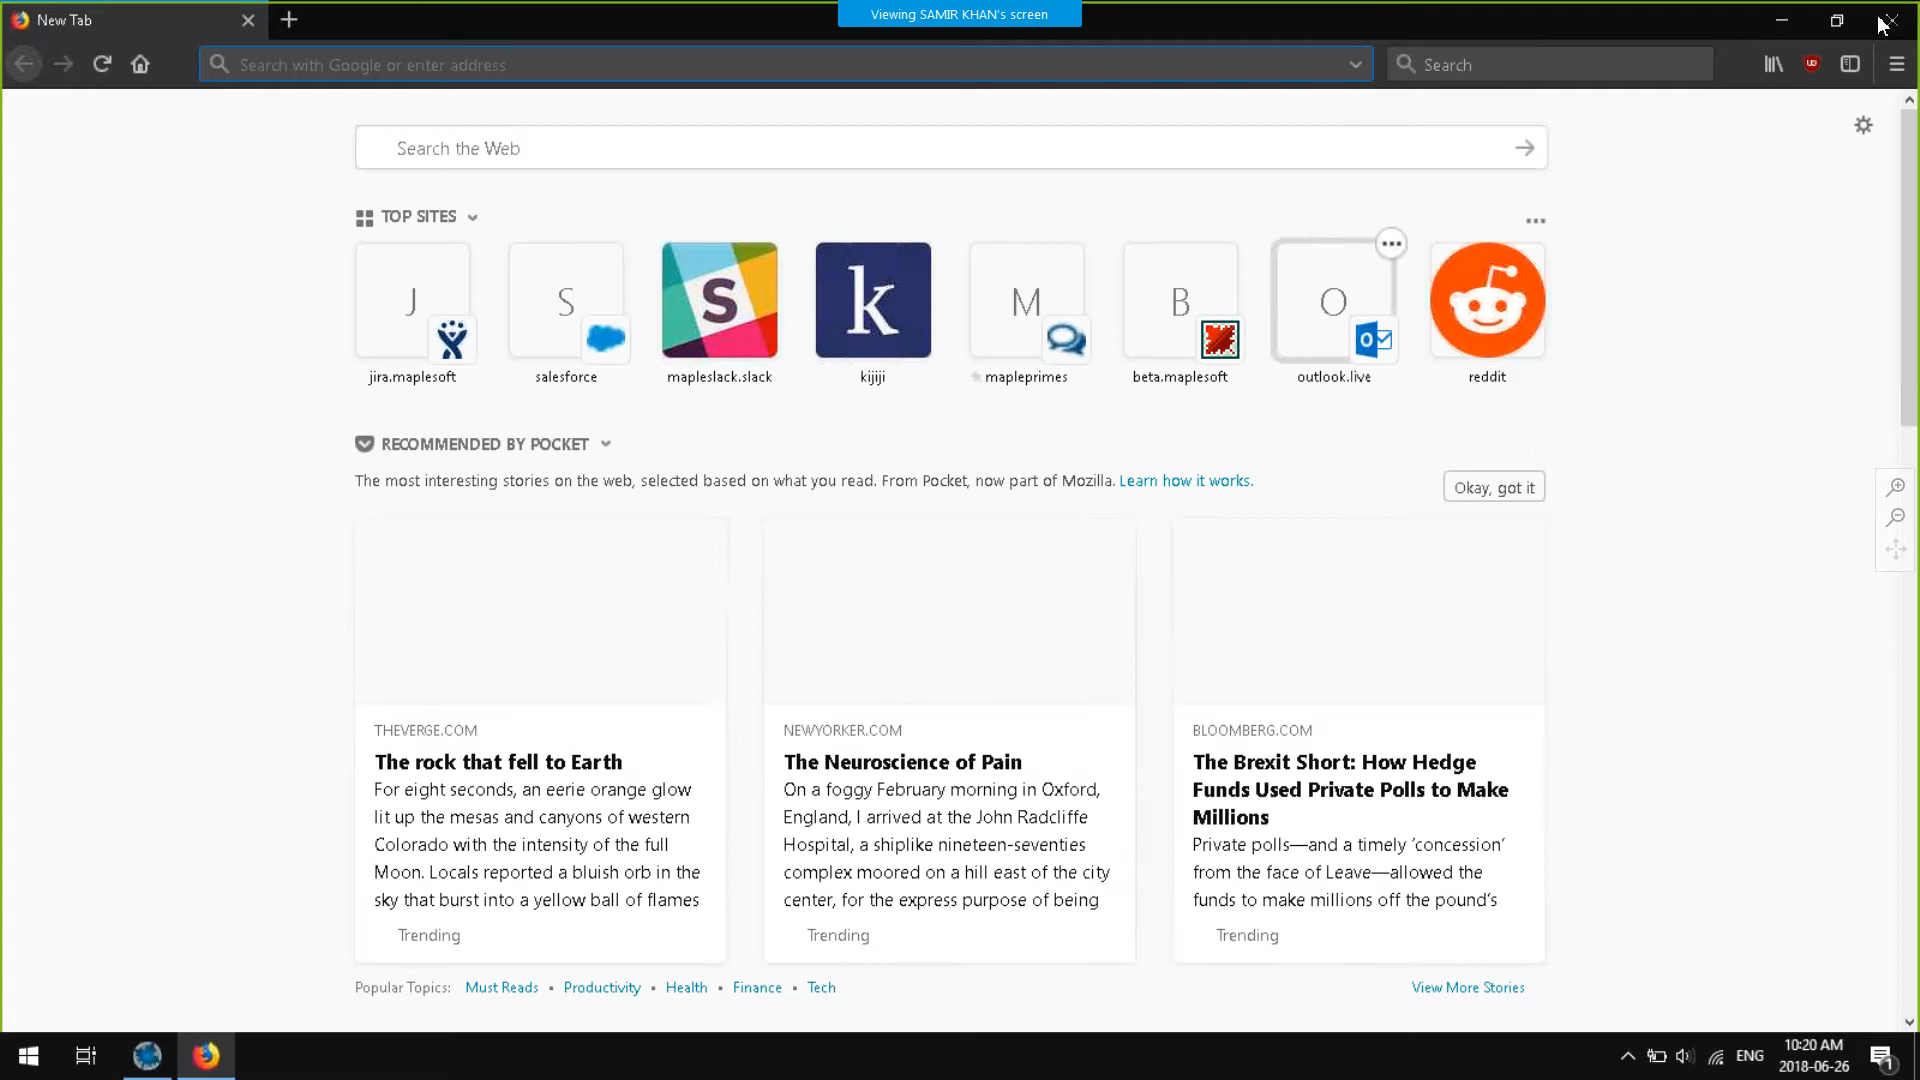 New Tab
Viewing SAMIR KHAN's screen
Search with Google or enter address
Search
Search the Web
TOP SITES
J
S
S
k
M
B
O
jira.maplesoft
salesforce
mapleslack.slack
kijiji
mapleprimes
beta.maplesoft
outlook.live
reddit
RECOMMENDED BY POCKET
The most interesting stories on the web, selected based on what you read. From Pocket, now part of Mozilla. Learn how it works.
Okay, got it
THEVERGE.COM
The rock that fell to Earth
For eight seconds, an eerie orange glow
lit up the mesas and canyons of western
Colorado with the intensity of the full
Moon. Locals reported a bluish orb in the
sky that burst into a yellow ball of flames
Trending
NEWYORKER.COM
The Neuroscience of Pain
On a foggy February morning in Oxford,
England, I arrived at the John Radcliffe
Hospital, a shiplike nineteen-seventies
complex moored on a hill east of the city
center, for the express purpose of being
Trending
BLOOMBERG.COM
The Brexit Short: How Hedge
Funds Used Private Polls to Make
Millions
Private polls—and a timely ‘concession’
from the face of Leave—allowed the
funds to make millions off the pound’s
Trending
Popular Topics: Must Reads • Productivity • Health • Finance • Tech
View More Stories
ENG
10:20 AM
2018-06-26
1